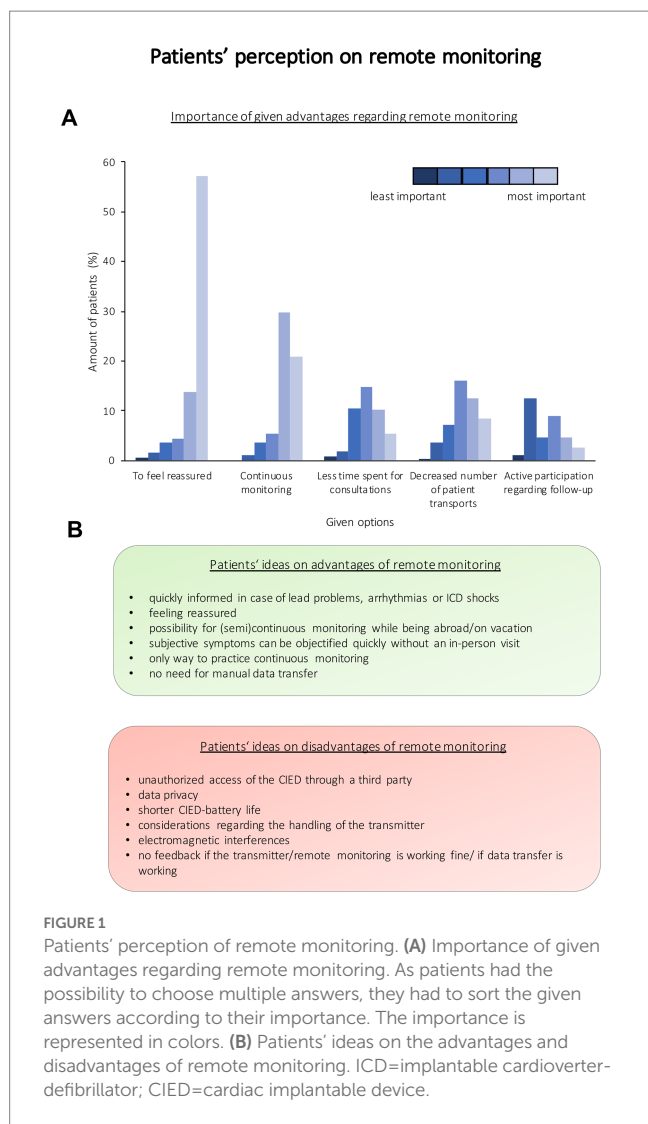 Patients’ perception on remote monitoring
A
Importance of given advantages regarding remote monitoring
60
50
40
30
20
10
0
Amount of patients (%)
least important
most important
To feel reassured
Continuous
monitoring
Less time spent for
consultations
Decreased number
of patient
transports
Active participation
regarding follow-up
Given options
B
Patients’ ideas on advantages of remote monitoring
• quickly informed in case of lead problems, arrhythmias or ICD shocks
• feeling reassured
• possibility for (semi)continuous monitoring while being abroad/on vacation
• subjective symptoms can be objectified quickly without an in-person visit
• only way to practice continuous monitoring
• no need for manual data transfer
Patients‘ ideas on disadvantages of remote monitoring
• unauthorized access of the CIED through a third party
• data privacy
• shorter CIED-battery life
• considerations regarding the handling of the transmitter
• electromagnetic interferences
• no feedback if the transmitter/remote monitoring is working fine/ if data transfer is
working
FIGURE 1
Patients’ perception of remote monitoring. (A) Importance of given
advantages regarding remote monitoring. As patients had the
possibility to choose multiple answers, they had to sort the given
answers according to their importance. The importance is
represented in colors. (B) Patients’ ideas on the advantages and
disadvantages of remote monitoring. ICD=implantable cardioverter-
defibrillator; CIED=cardiac implantable device.